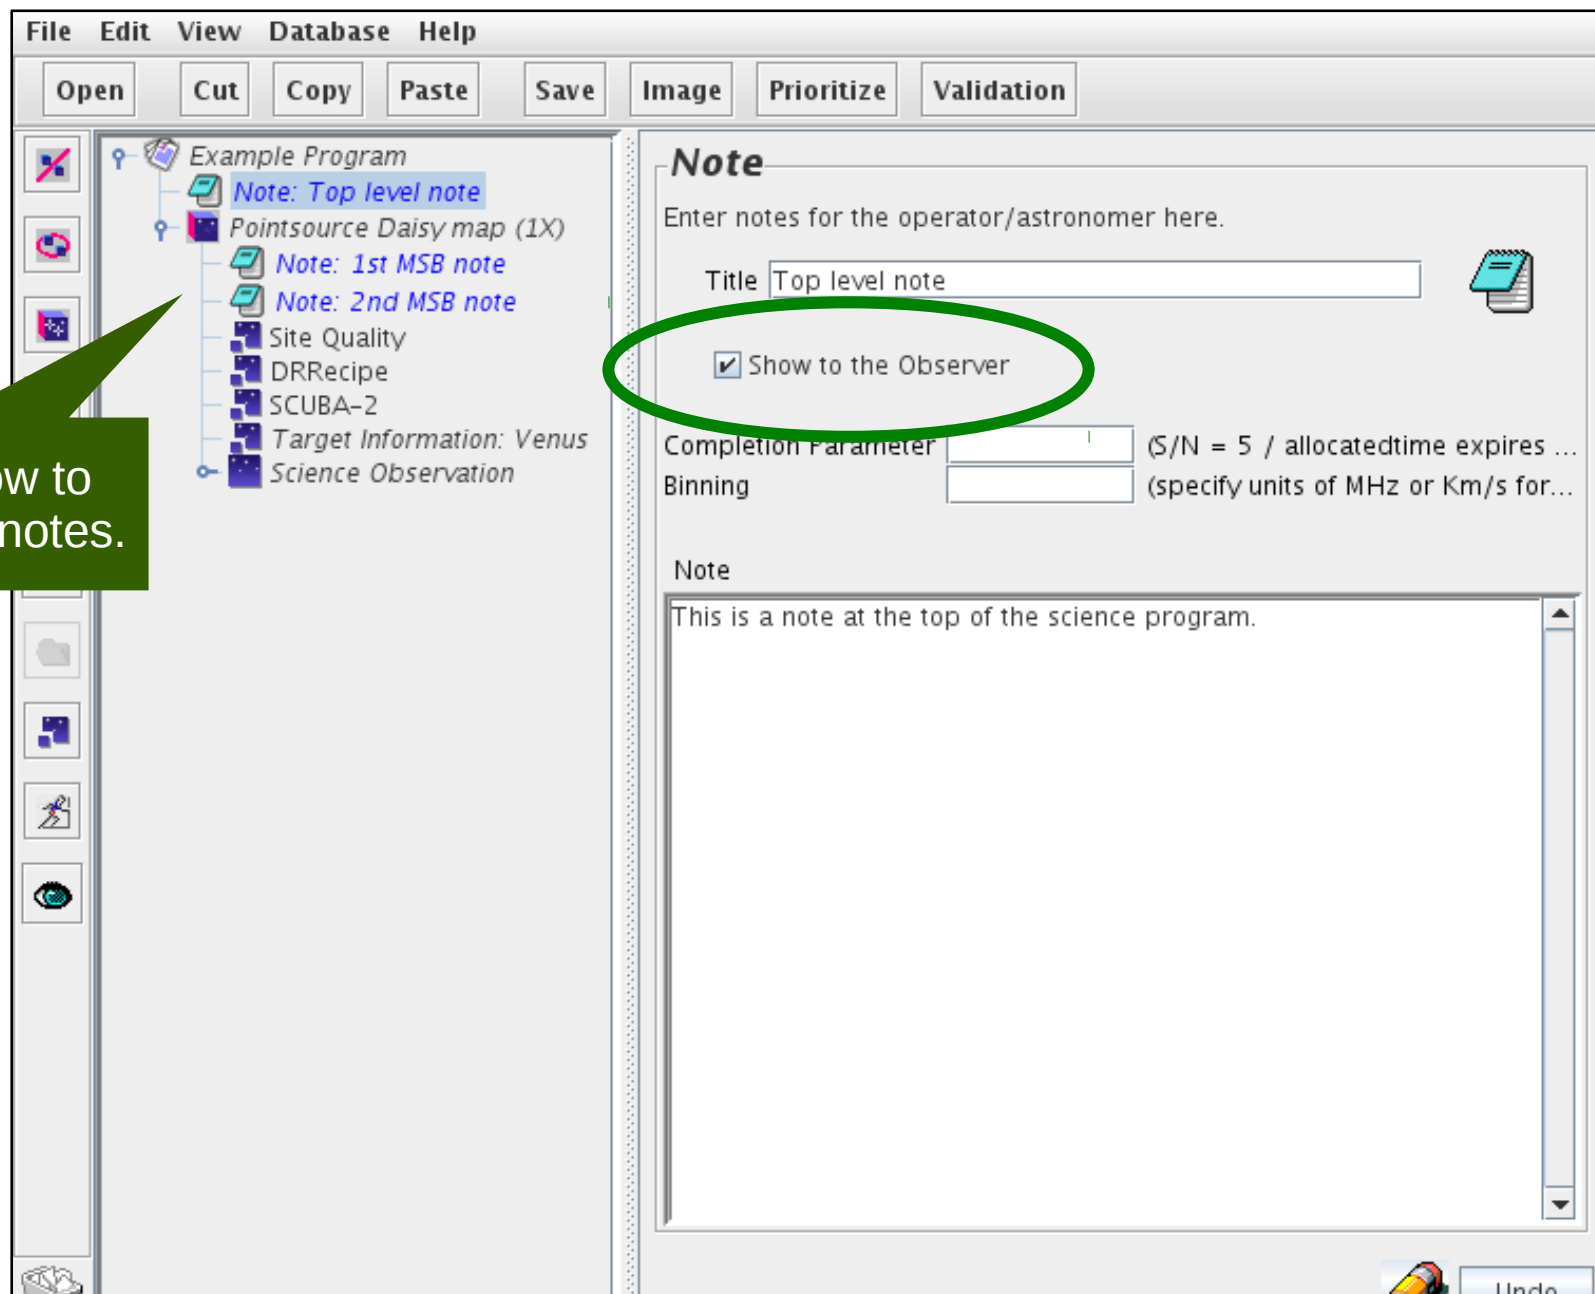 File Edit View Database Help
Open Cut Copy Paste Save Image Prioritize Validation
Example Program
Note: Top level note
Pointsource Daisy map (1X)
Note: 1st MSB note
Note: 2nd MSB note
Site Quality
DRRecipe
SCUBA-2
Target Information: Venus
Science Observation
to
notes.
Note
Enter notes for the operator/astronomer here.
Title Top level note
Show to the Observer
Completion Parameter (S/N = 5 / allocatedtime expires ...
Binning (specify units of MHz or Km/s for...
Note
This is a note at the top of the science program.
Undo